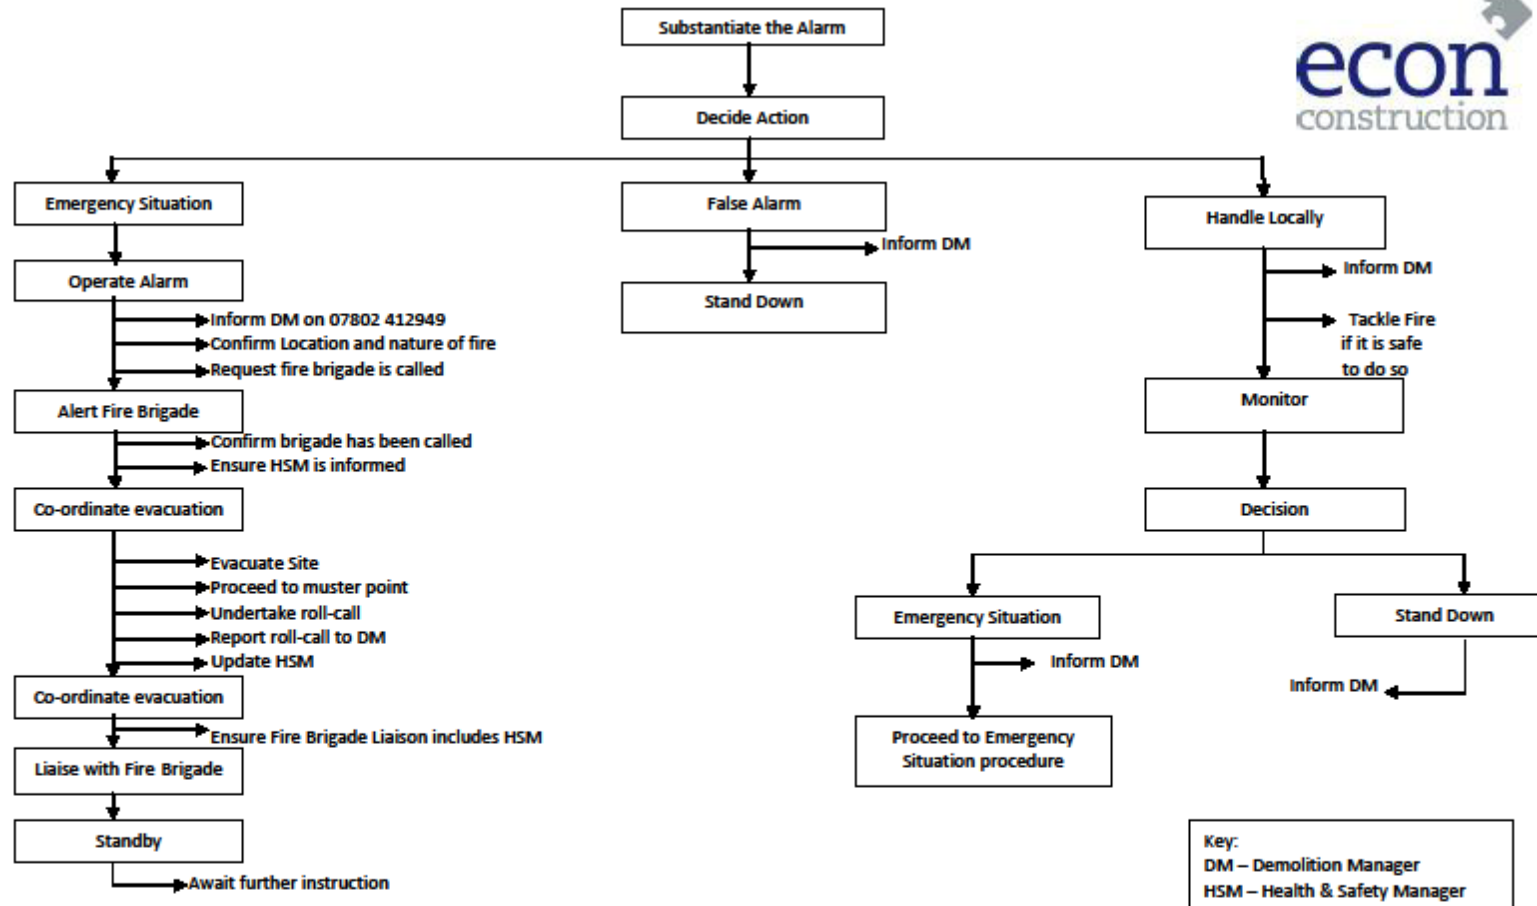 Substantiate the Alarm
econ
construction
Decide Action
Emergency Situation
False Alarm
Handle Locally
Inform DM
Inform DM
Operate Alarm
Stand Down
Inform DM on 07802 412949
Confirm Location and nature of fire
Request fire brigade is called
Tackle Fire
if it is safe
to do so
Alert Fire Brigade
Monitor
Confirm brigade has been called
Ensure HSM is informed
Co-ordinate evacuation
Decision
Evacuate Site
Proceed to muster point
Undertake roll-call
Report roll-call to DM
Update HSM
Emergency Situation
Stand Down
Inform DM
Inform DM
Co-ordinate evacuation
Ensure Fire Brigade Liaison includes HSM
Liaise with Fire Brigade
Proceed to Emergency
Situation procedure
Standby
Await further instruction
Key:
DM – Demolition Manager
HSM – Health & Safety Manager